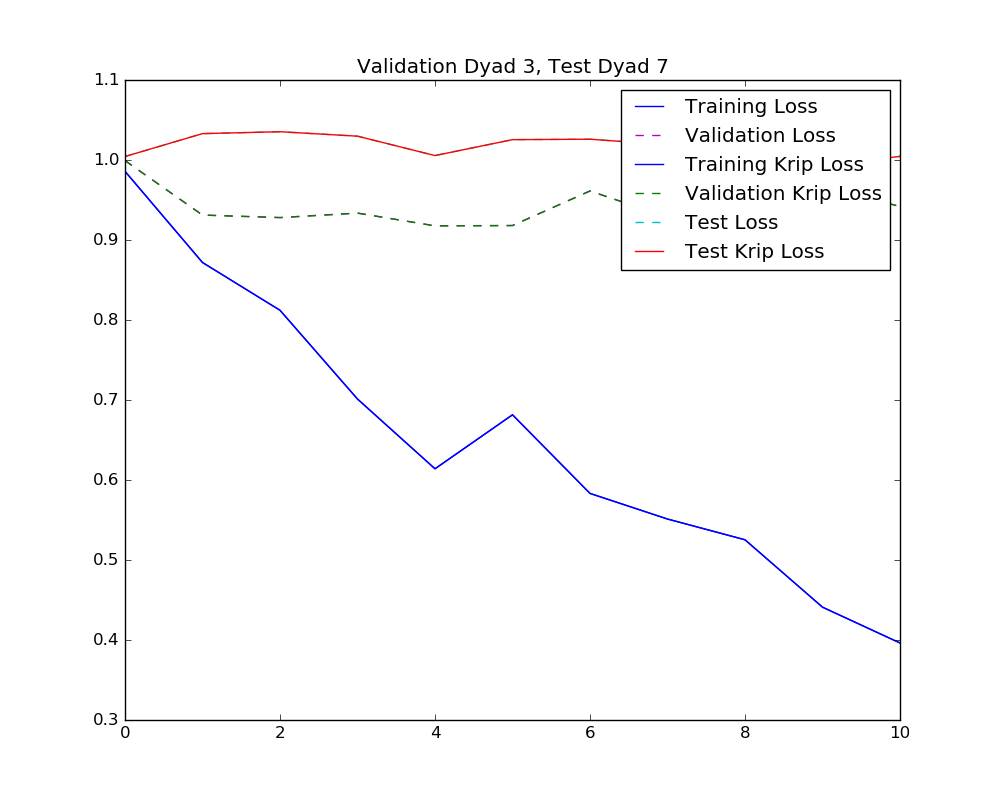 Validation Dyad 3, Test Dyad 7
1.1
1.0
0.9
0.8
0.7
0.6
0.5
0.4
0.3
0 2 4 6 8 10
Training Loss
Validation Loss
Training Krip Loss
Validation Krip Loss
Test Loss
Test Krip Loss